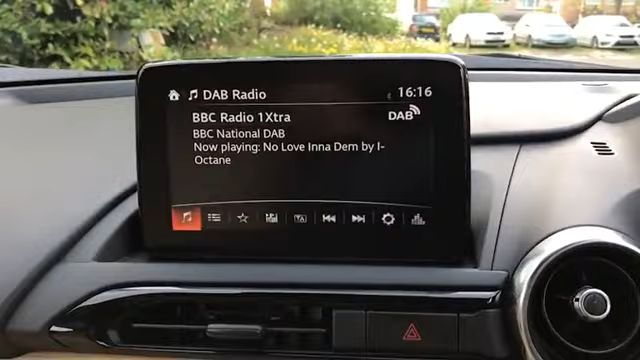 DAB Radio 16:16
BBC Radio 1Xtra DAB
BBC National DAB
Now playing: No Love Inna Dem by I-
Octane
TA